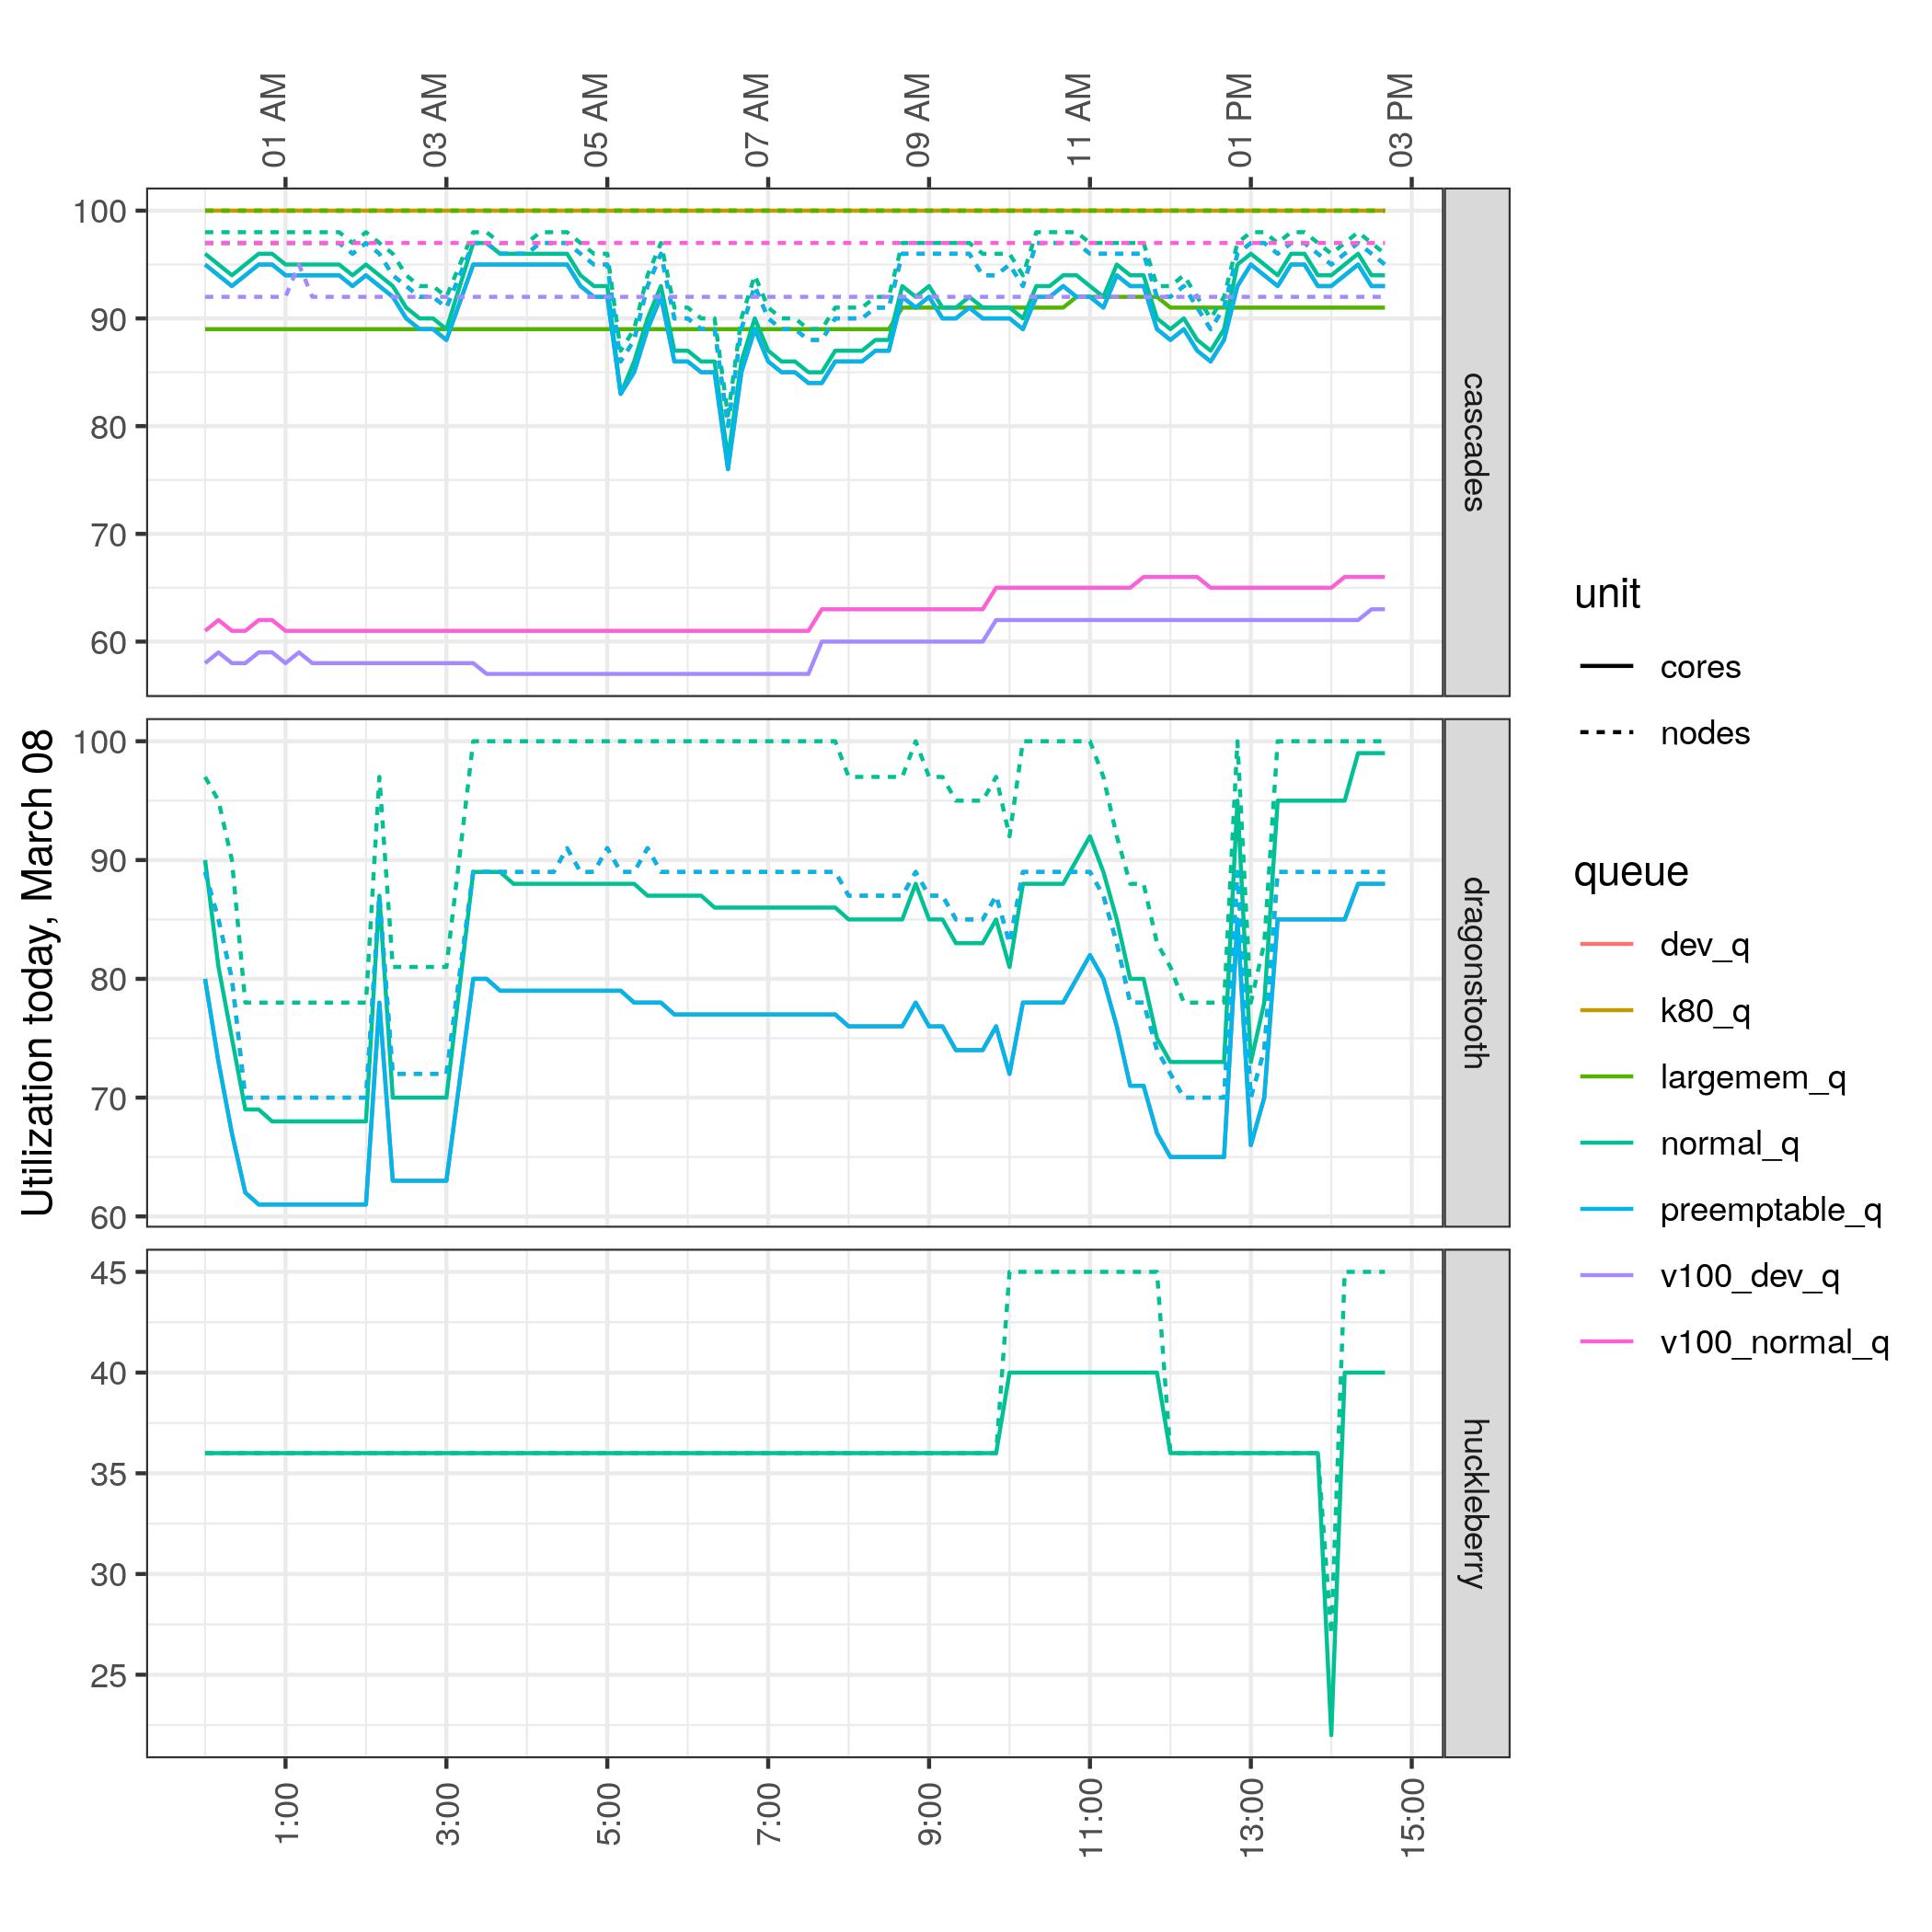 01 AM
03 AM
05 AM
07 AM
09 AM
11 AM
01 PM
03 PM
100
90
80
70
60
cascades
Utilization today, March 08
100
90
80
70
60
dragonstooth
45
40
35
30
25
huckleberry
1:00
3:00
5:00
7:00
9:00
11:00
13:00
15:00
unit
cores
nodes
queue
dev_q
k80_q
largemem_q
normal_q
preemptable_q
v100_dev_q
v100_normal_q